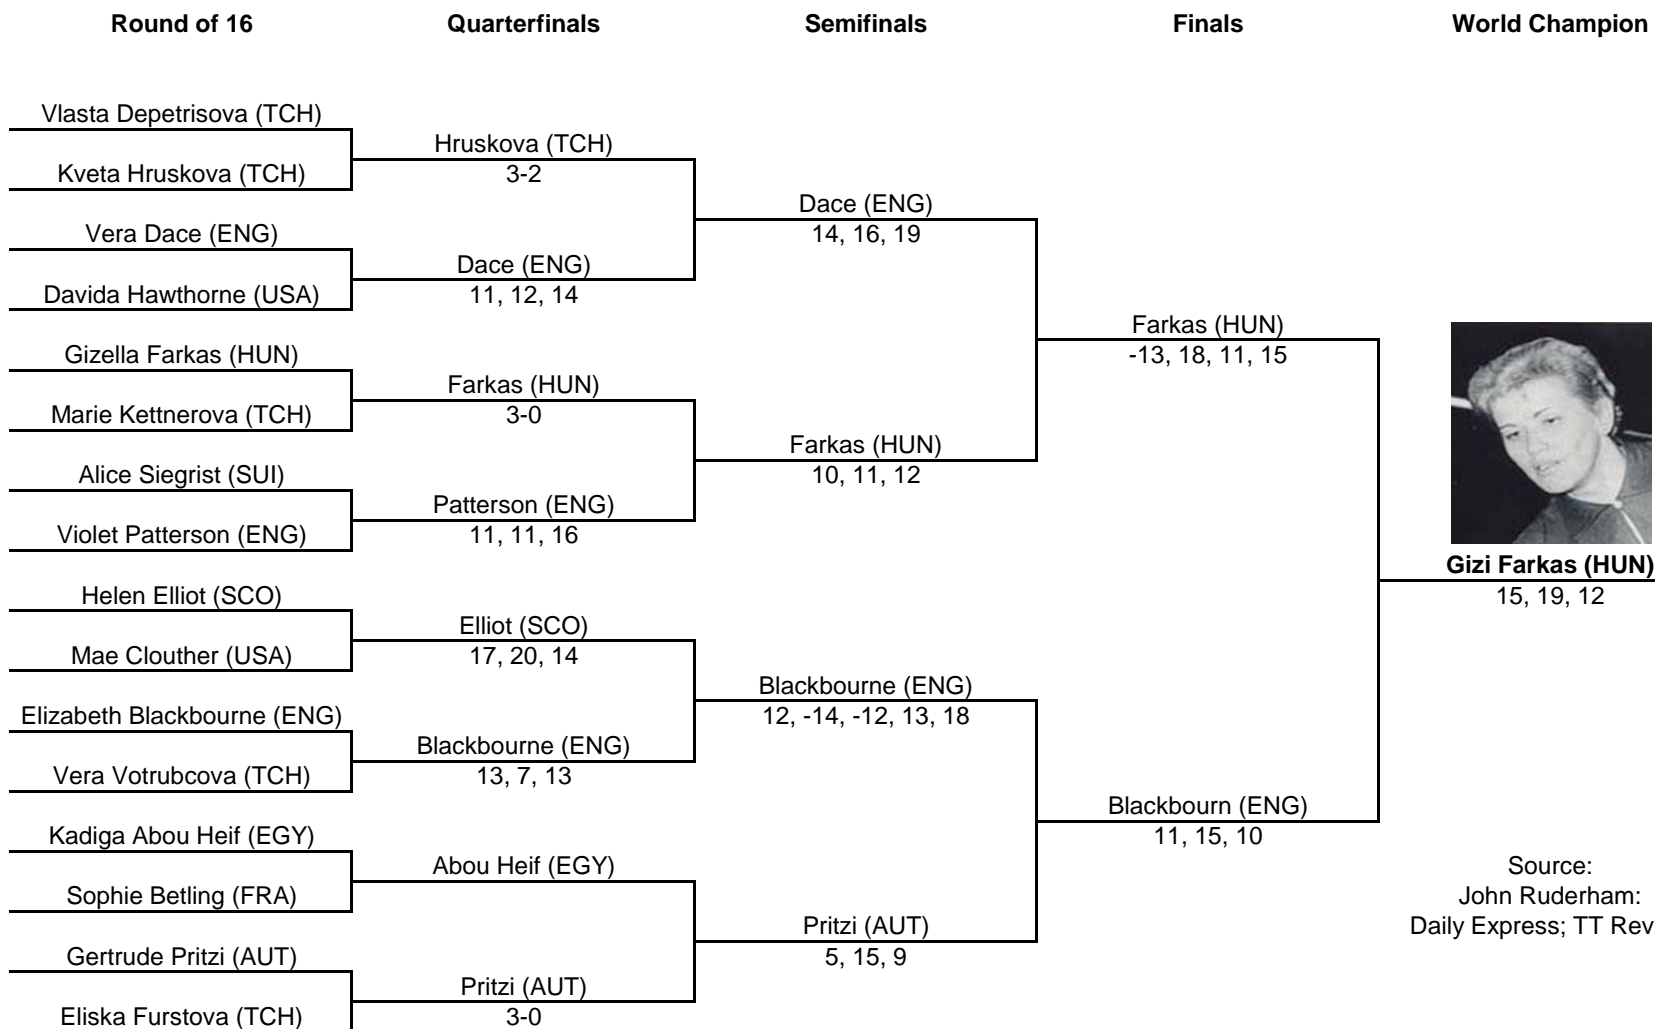 Round of 16
Quarterfinals
Semifinals
Finals
World Champion
Vlasta Depetrisova (TCH)
Kveta Hruskova (TCH)
Vera Dace (ENG)
Davida Hawthorne (USA)
Gizella Farkas (HUN)
Marie Kettnerova (TCH)
Alice Siegrist (SUI)
Violet Patterson (ENG)
Helen Elliot (SCO)
Mae Clouther (USA)
Elizabeth Blackbourne (ENG)
Vera Votrubcova (TCH)
Kadiga Abou Heif (EGY)
Sophie Betling (FRA)
Gertrude Pritzi (AUT)
Eliska Furstova (TCH)
Hruskova (TCH)
3-2
Dace (ENG)
11, 12, 14
Farkas (HUN)
3-0
Patterson (ENG)
11, 11, 16
Elliot (SCO)
17, 20, 14
Blackbourne (ENG)
13, 7, 13
Abou Heif (EGY)
Pritzi (AUT)
3-0
Dace (ENG)
14, 16, 19
Farkas (HUN)
10, 11, 12
Blackbourne (ENG)
12, -14, -12, 13, 18
Pritzi (AUT)
5, 15, 9
Farkas (HUN)
-13, 18, 11, 15
Blackbourn (ENG)
11, 15, 10
Gizi Farkas (HUN)
15, 19, 12
Source:
John Ruderham:
Daily Express; TT Rev